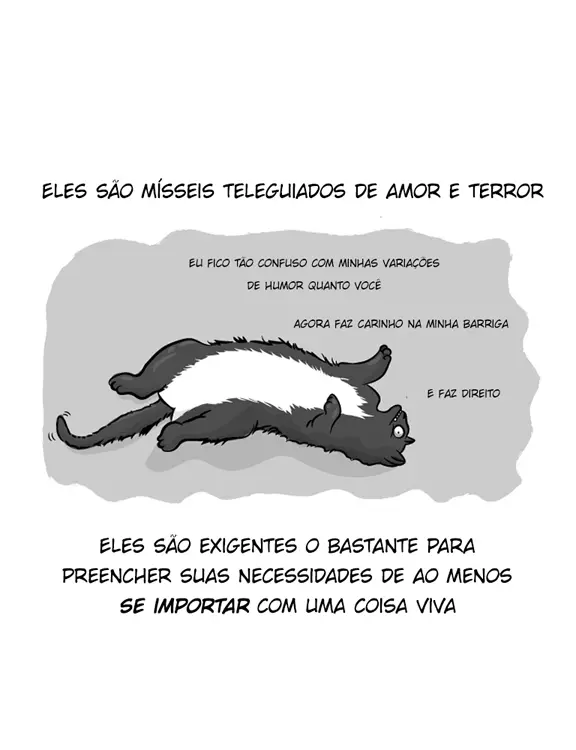 ELES SÃO MÍSSEIS TELEGUIADOS DE AMOR E TERROR
EU FICO TÃO CONFUSO COM MINHAS VARIAÇÕES
DE HUMOR QUANTO VOCÊ
AGORA FAZ CARINHO NA MINHA BARRIGA
E FAZ DIREITO
ELES SÃO EXIGENTES O BASTANTE PARA
PREENCHER SUAS NECESSIDADES DE AO MENOS
SE IMPORTAR COM UMA COISA VIVA